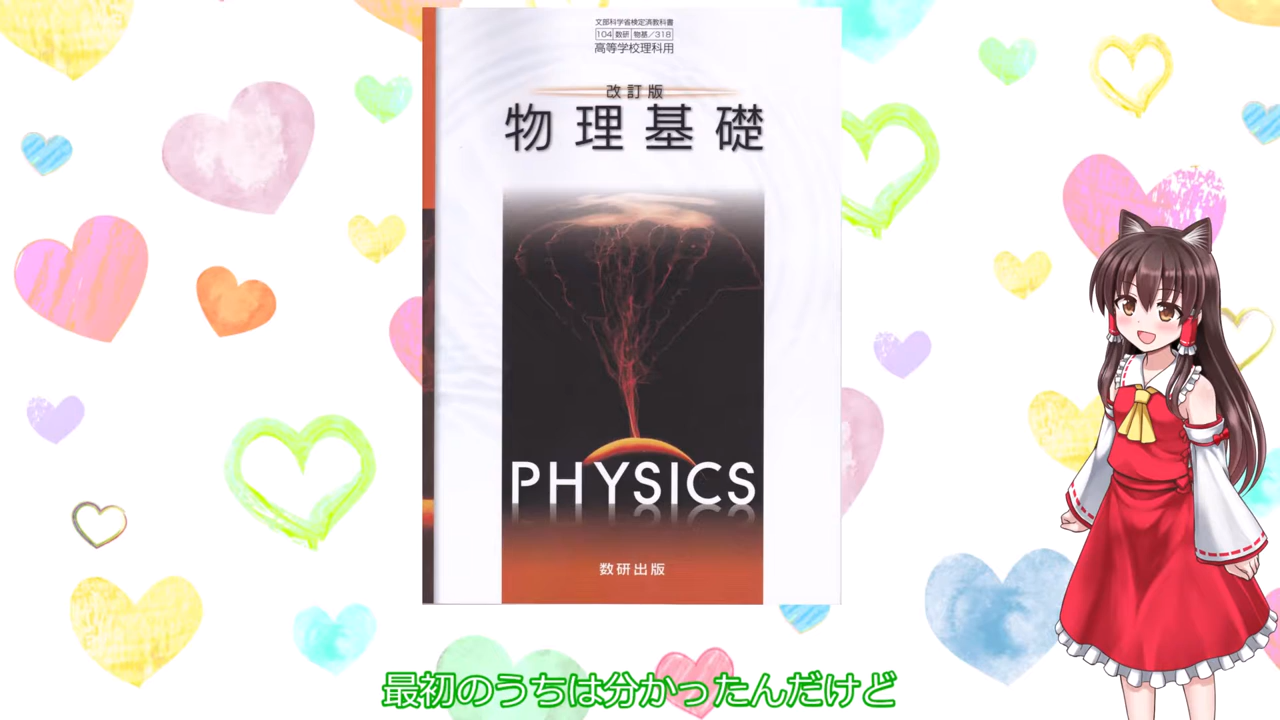 文部科学省検定済教科書
104 数研 物基/318
高等学校理科用
改訂版
物理基礎
PHYSICS
数研出版
最初のうちは分かったんだけど